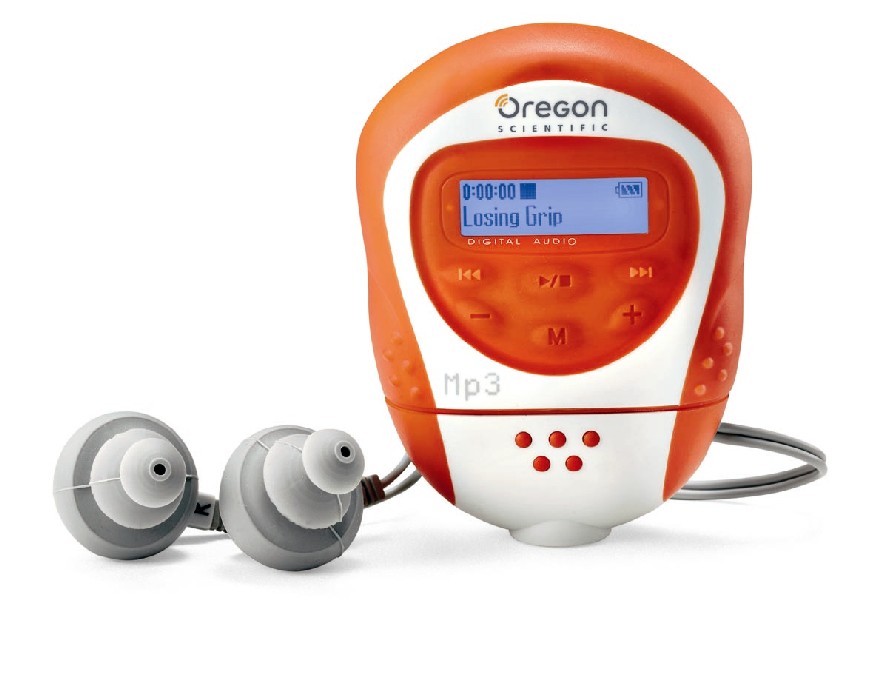 Oregon
SCIENTIFIC
0:00:00
Losing Grip
DIGITAL AUDIO
M
Mp3